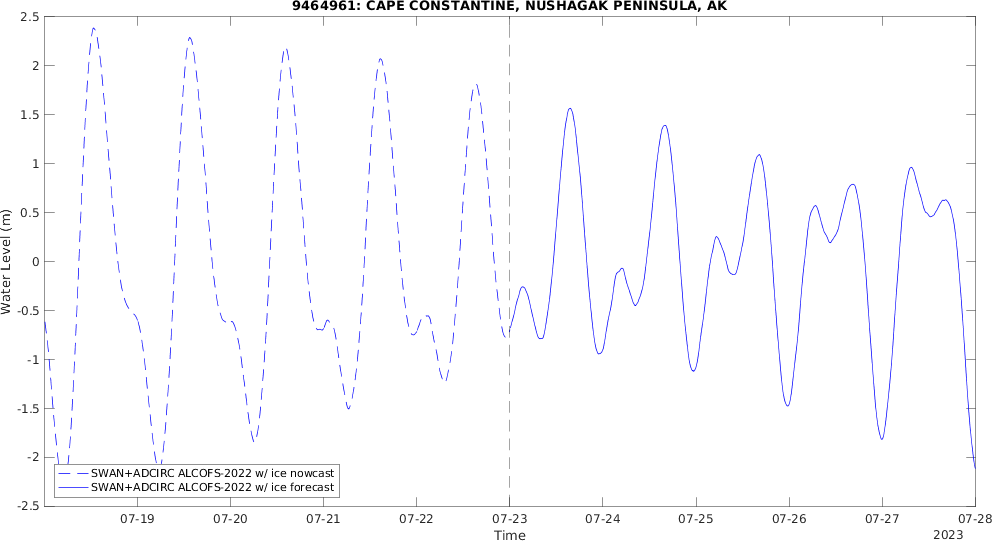 9464961: CAPE CONSTANTINE, NUSHAGAK PENINSULA, AK
2.5
2
1.5
1
0.5
0
-0.5
-1
-1.5
-2
-2.5
Water Level (m)
SWAN+ADCIRC ALCOFS-2022 w/ ice nowcast
SWAN+ADCIRC ALCOFS-2022 w/ ice forecast
07-19 07-20 07-21 07-22 07-23 07-24 07-25 07-26 07-27 07-28
Time
2023